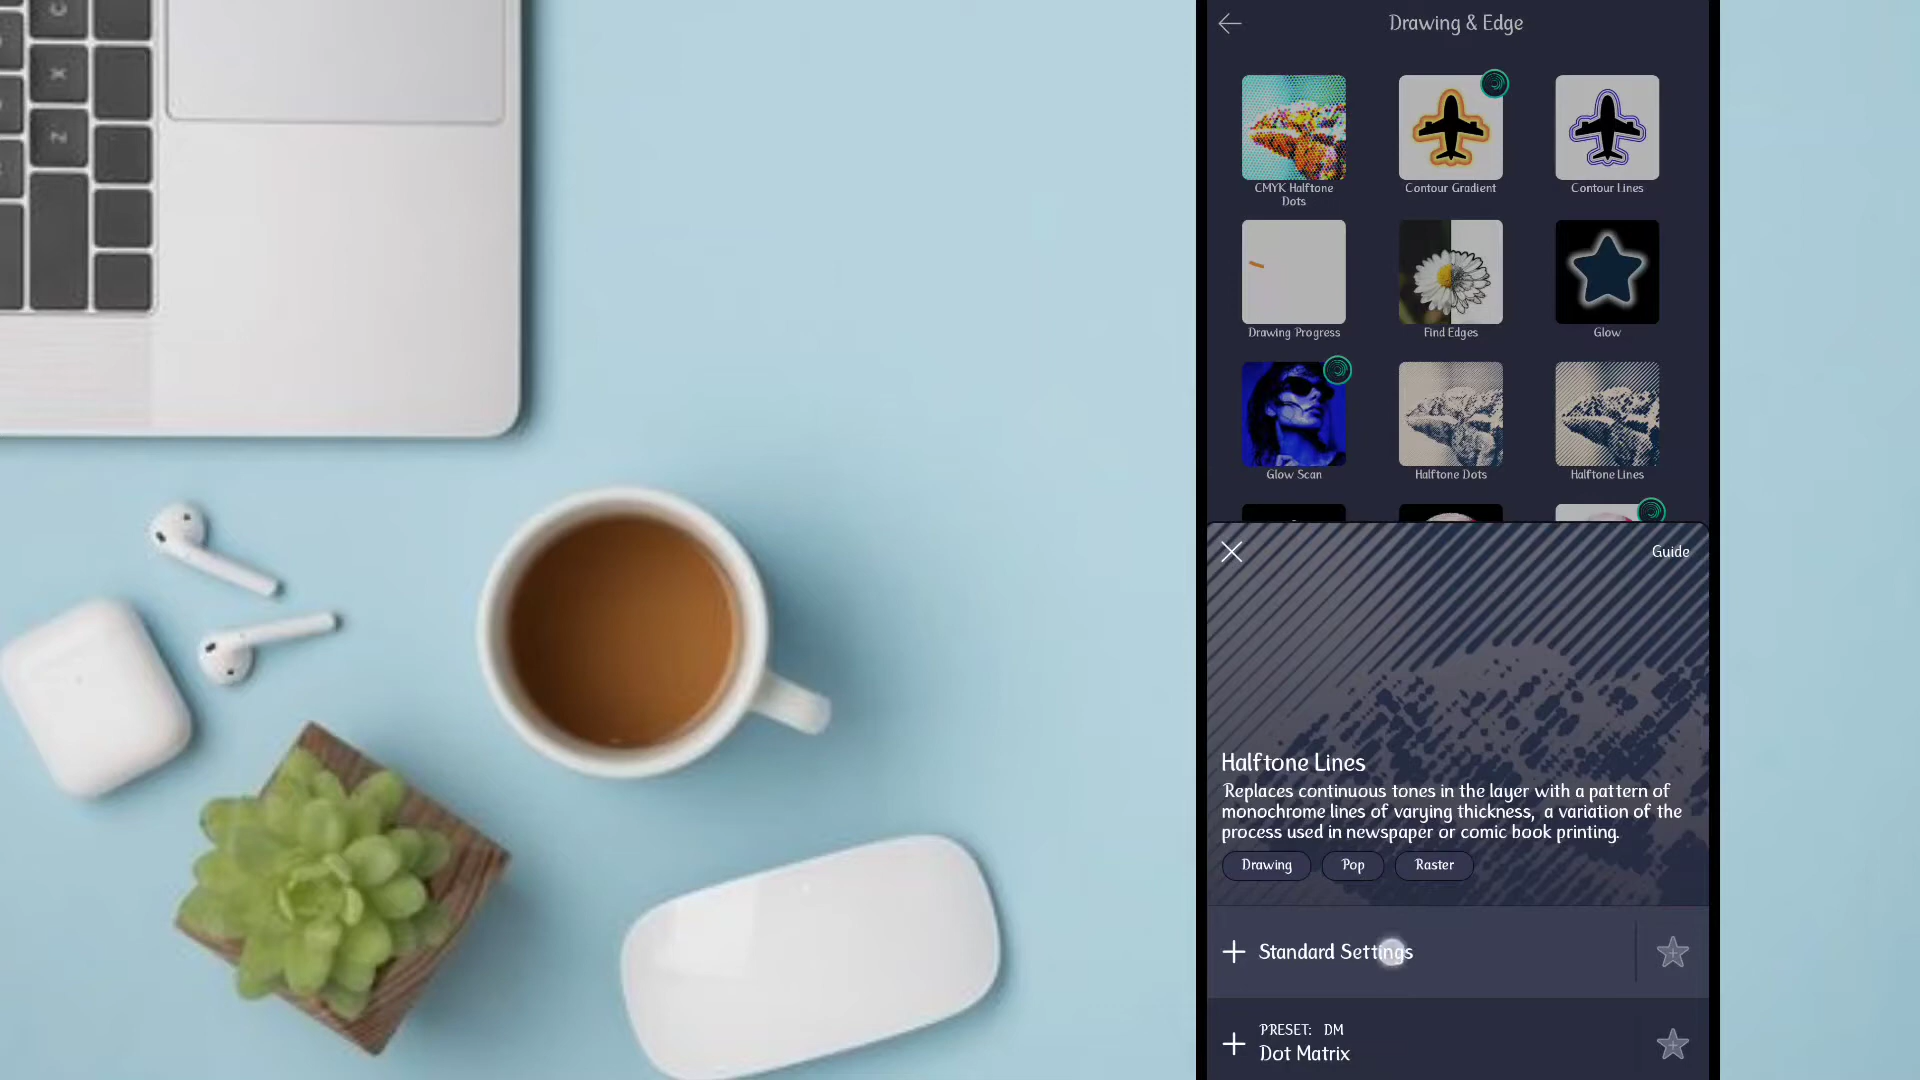 Drawing & Edge
CMYK Halftone
Dots
Contour Gradient
Contour Lines
Drawing Progress
Find Edges
Glow
Glow Scan
Halftone Dots
Halftone Lines
Guide
Halftone Lines
Replaces continuous tones in the layer with a pattern of
monochrome lines of varying thickness, a variation of the
process used in newspaper or comic book printing.
Drawing
Pop
Raster
Standard Settings
PRESET: DM
Dot Matrix
X
Z